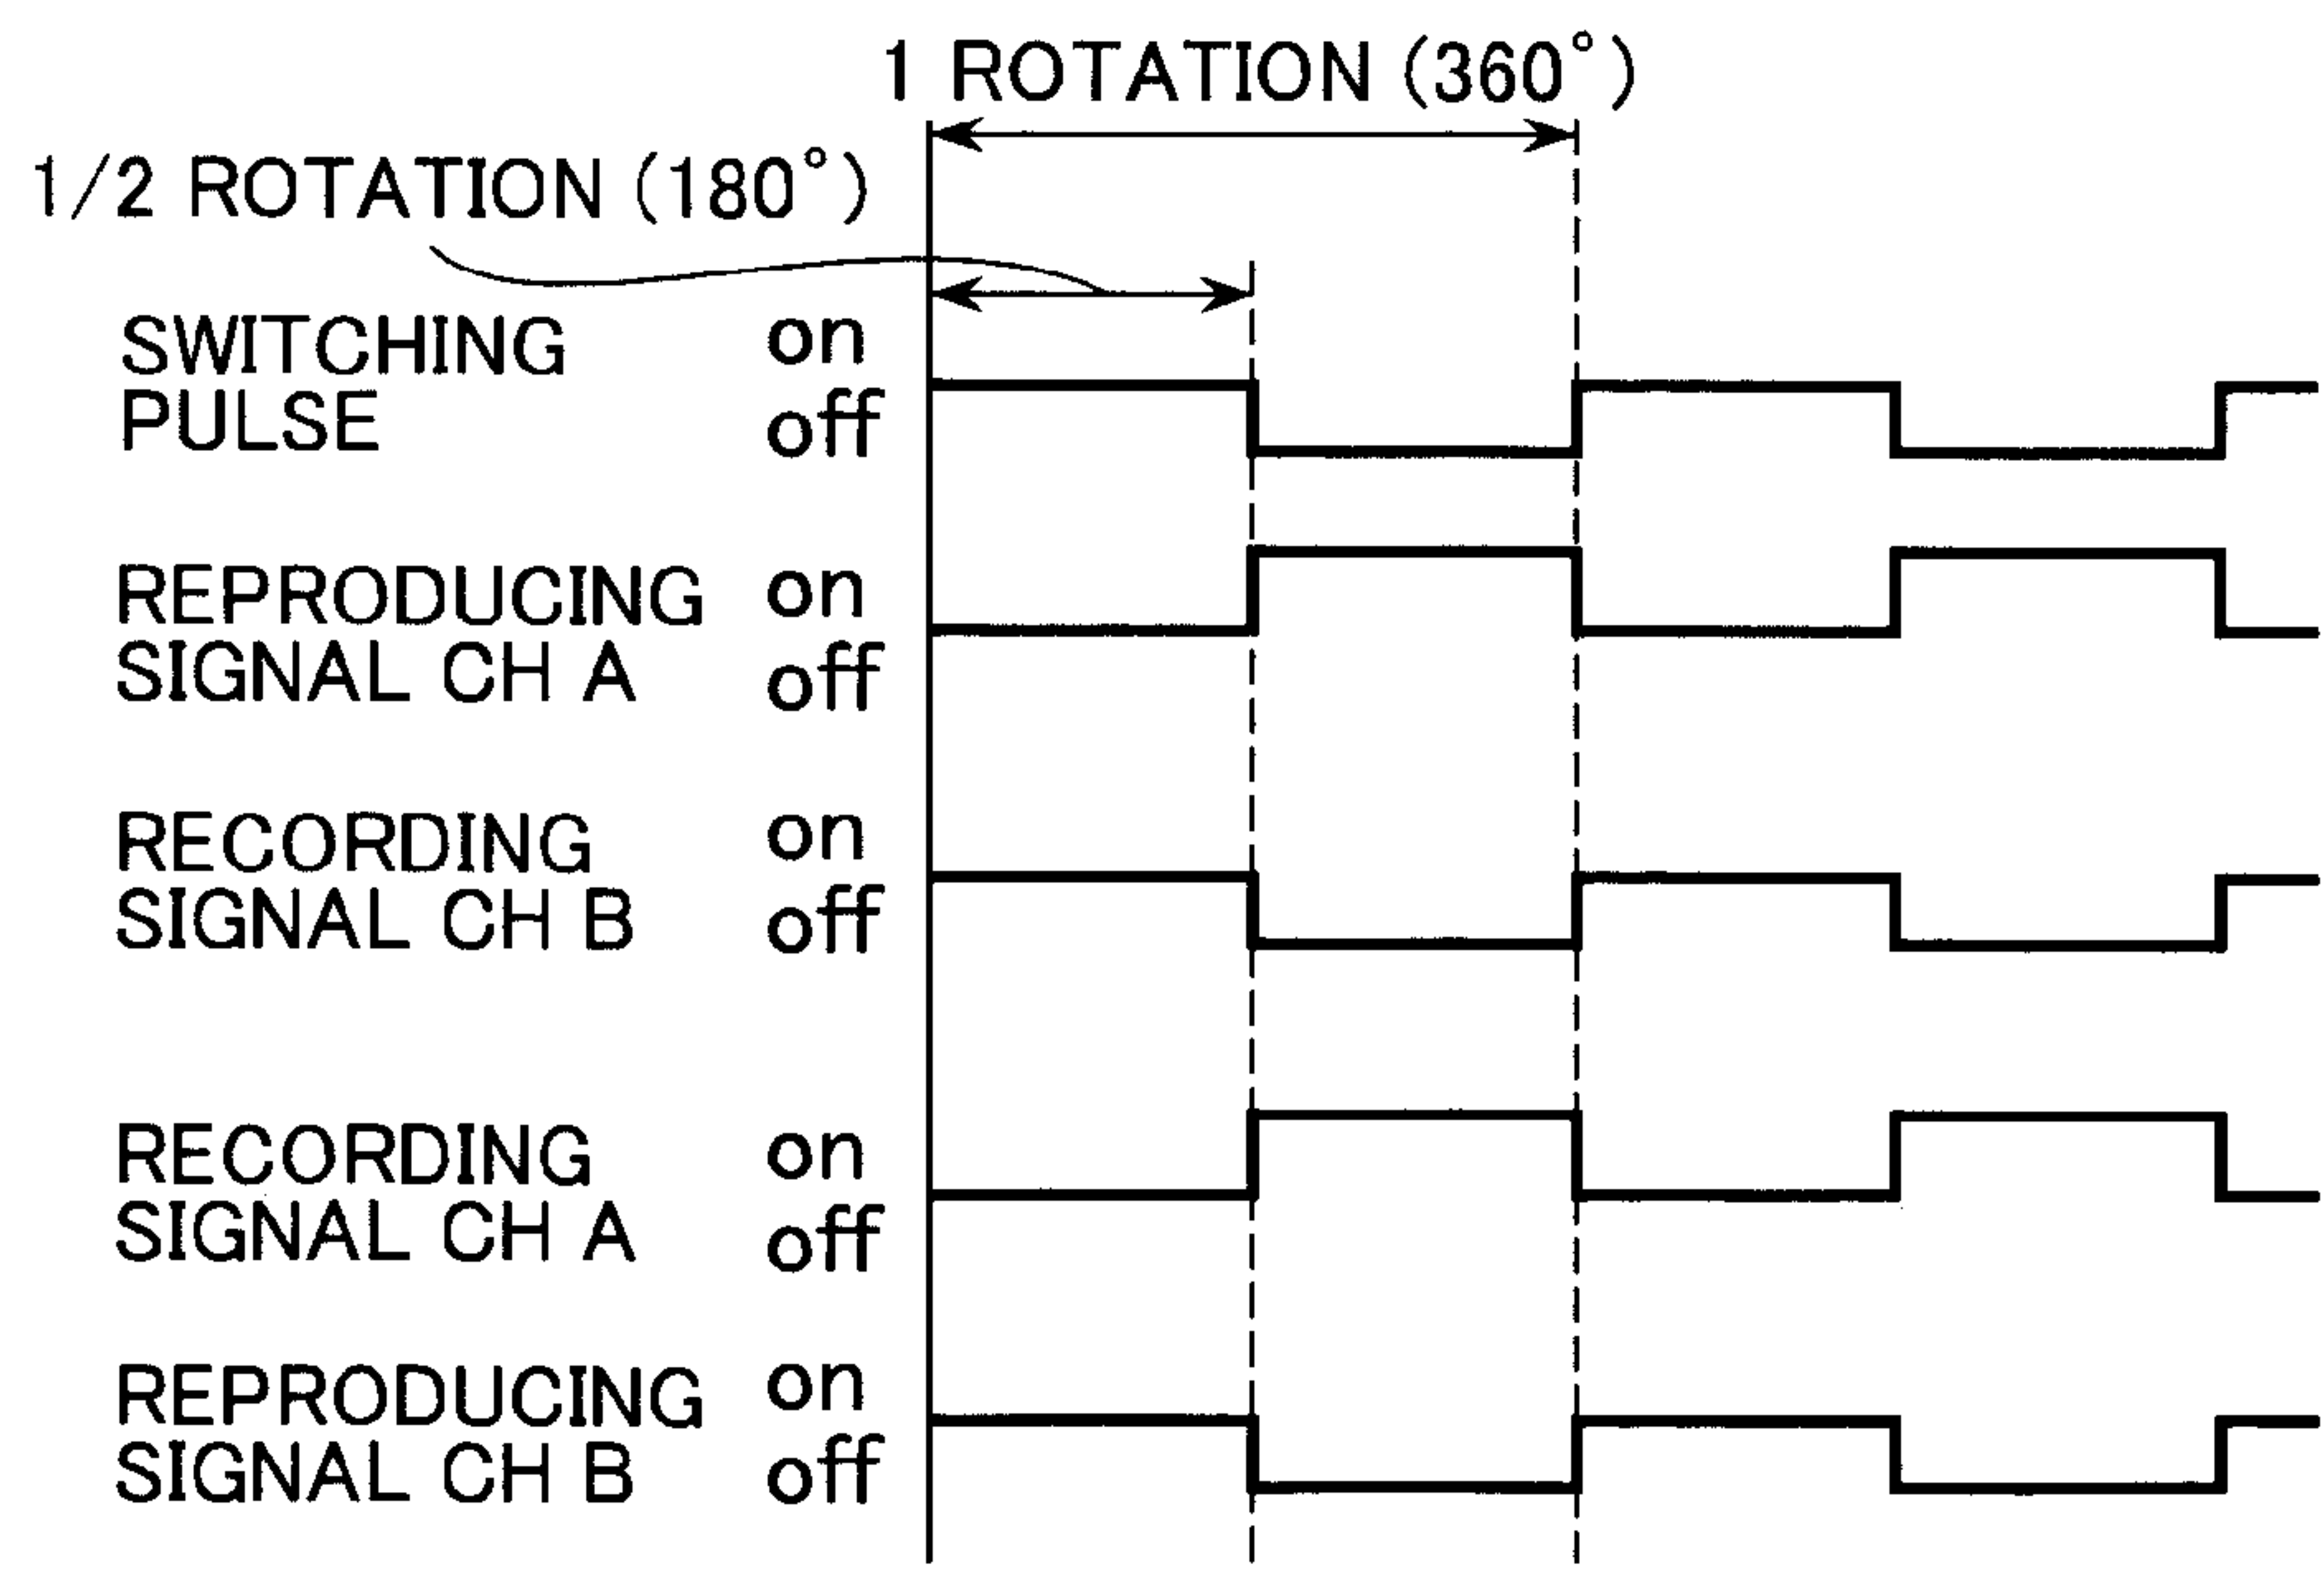 1 ROTATION (360°)
1/2 ROTATION (180°)
SWITCHING on
PULSE off
REPRODUCING on
SIGNAL CH A off
RECORDING on
SIGNAL CH B off
RECORDING on
SIGNAL CH A off
REPRODUCING on
SIGNAL CH B off